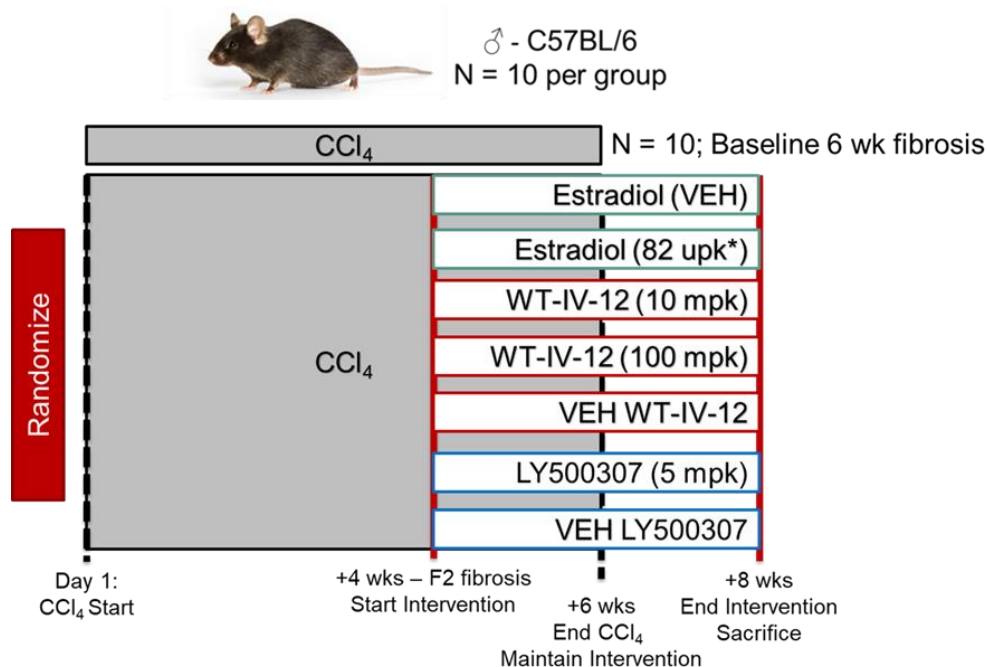 ♂ - C57BL/6
N = 10 per group
CCl₄
N = 10; Baseline 6 wk fibrosis
Randomize
CCl₄
Estradiol (VEH)
Estradiol (82 upk*)
WT-IV-12 (10 mpk)
WT-IV-12 (100 mpk)
VEH WT-IV-12
LY500307 (5 mpk)
VEH LY500307
Day 1:
CCl₄ Start
+4 wks – F2 fibrosis
Start Intervention
+6 wks
End CCl₄
Maintain Intervention
+8 wks
End Intervention
Sacrifice